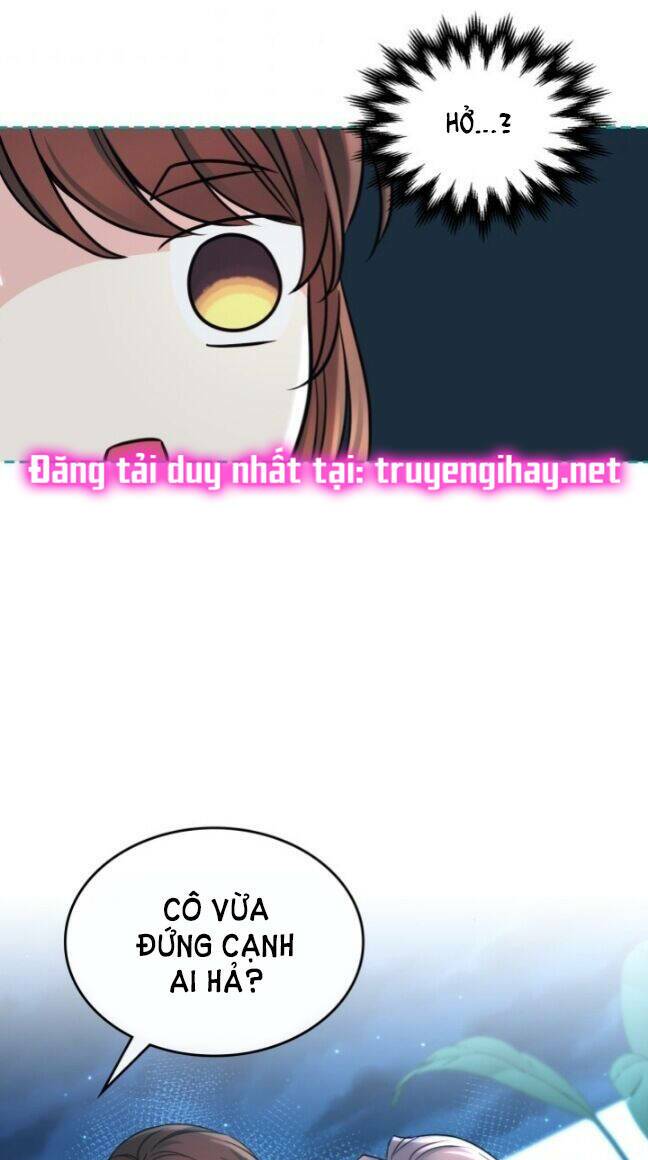 HỞ...?
Đăng tải duy nhất tại: truyengihay.net
CÔ VỪA
ĐỨNG CẠNH
AI HẢ?